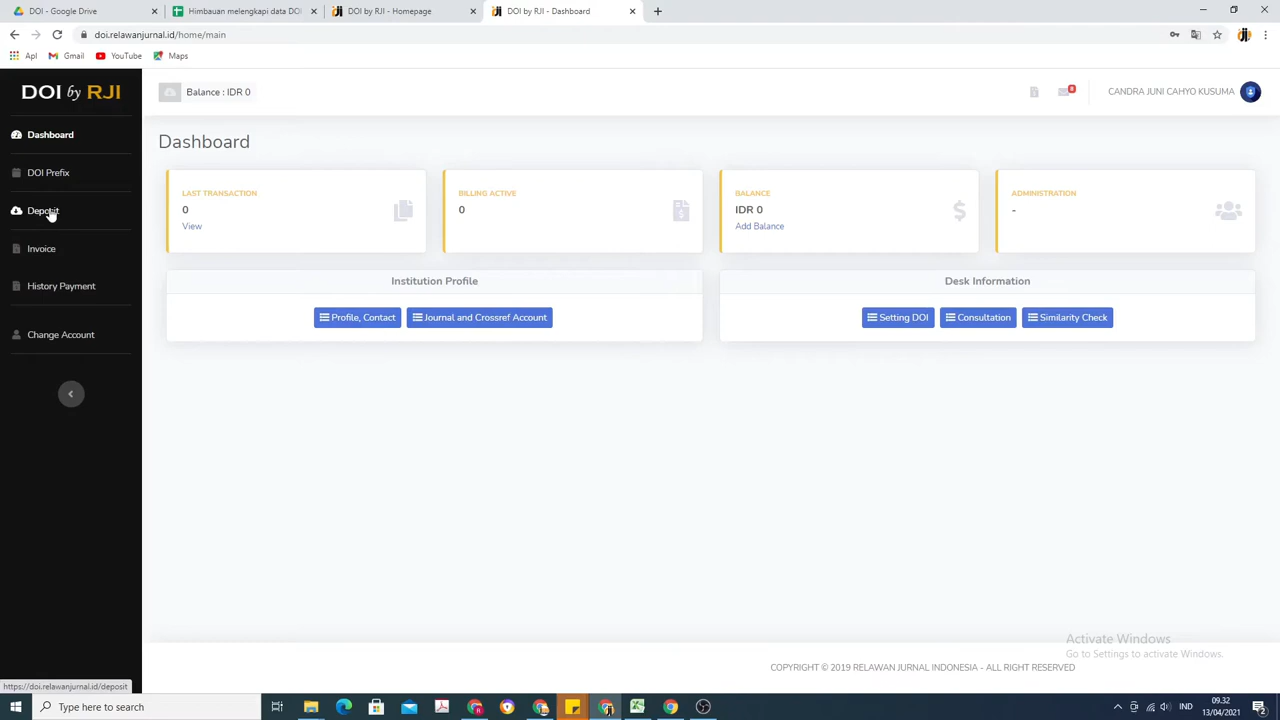 DOI - Google Drive
Himbauan melengkapi data DOI
DOI by RJI - Homepage
DOI by RJI - Dashboard
doi.relawanjurnal.id/home/main
Apl
Gmail
YouTube
Maps
DOI by RJI
Balance : IDR 0
8
CANDRA JUNI CAHYO KUSUMA
Dashboard
DOI Prefix
Deposit
Invoice
History Payment
Change Account
Dashboard
LAST TRANSACTION
0
View
BILLING ACTIVE
0
BALANCE
IDR 0
Add Balance
ADMINISTRATION
-
Institution Profile
Profile, Contact
Journal and Crossref Account
Desk Information
Setting DOI
Consultation
Similarity Check
Activate Windows
Go to Settings to activate Windows.
COPYRIGHT © 2019 RELAWAN JURNAL INDONESIA - ALL RIGHT RESERVED
https://doi.relawanjurnal.id/deposit
Type here to search
IND
09.32
13/04/2021
2